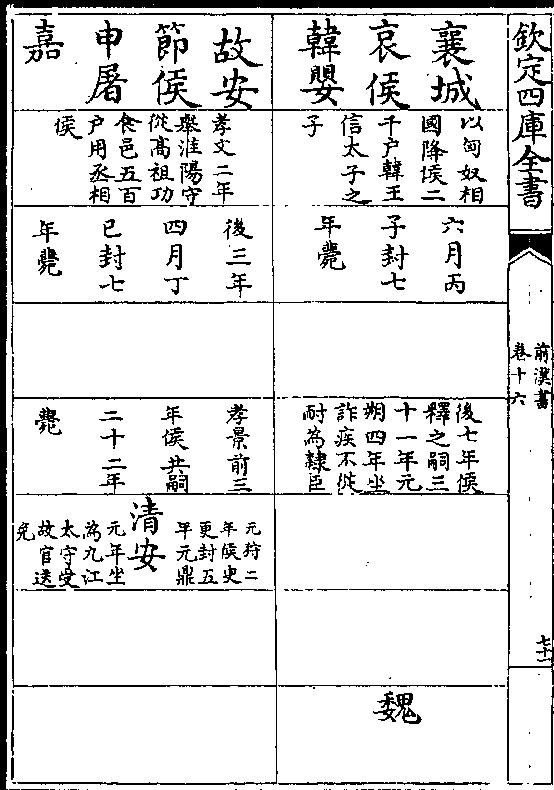 欽定四庫全書
前漢書
卷十六
七十一
襄城
哀侯
韓嬰
以匈奴相
國降侯二
千户韓王
信太子之
子
六月丙
子封七
年薨
後七年侯
釋之嗣三
十一年元
朔四年坐
詐疾不從
耐為隷臣
魏
故安
節侯
申屠
嘉
孝文二年
舉淮陽守
從髙祖功
食邑五百
户用丞相
侯
後三年
四月丁
已封七
年薨
孝景前三
年侯共嗣
二十二年
薨
清安
元狩二
年侯史
更封五
年元鼎
元年坐
為九江
太守受
故官送
免